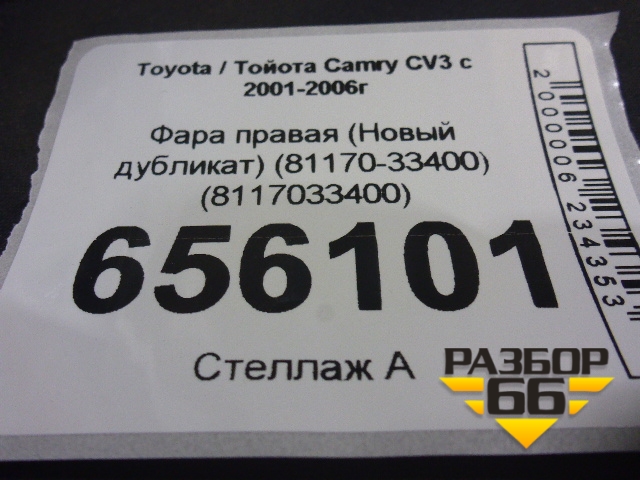 Toyota / Тойота Camry CV3 с
2001-2006г
Фара правая (Новый
дубликат) (81170-33400)
(8117033400)
656101
Стеллаж А
2000006234353
РАЗБОР
66